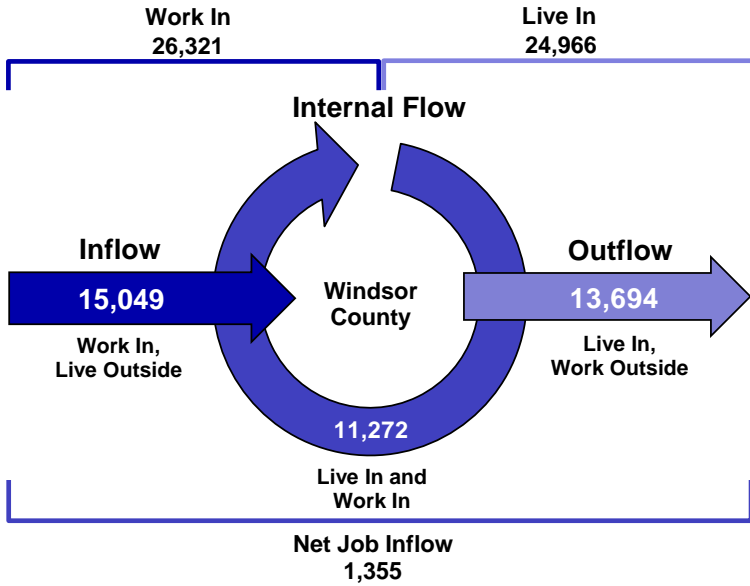 Work In
26,321
Live In
24,966
Internal Flow
Inflow
15,049
Work In,
Live Outside
Windsor
County
Outflow
13,694
Live In,
Work Outside
11,272
Live In and
Work In
Net Job Inflow
1,355